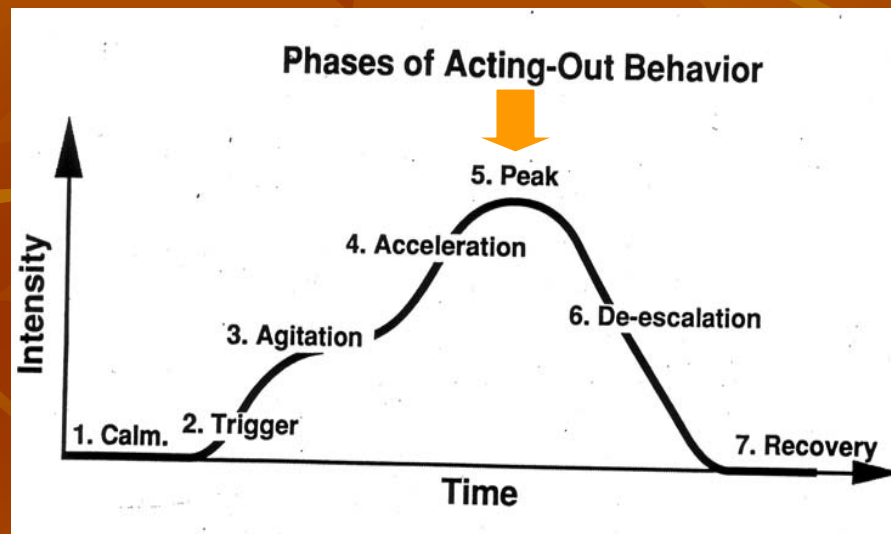 Phases of Acting-Out Behavior
5. Peak
4. Acceleration
6. De-escalation
3. Agitation
2. Trigger
1. Calm.
7. Recovery
Intensity
Time